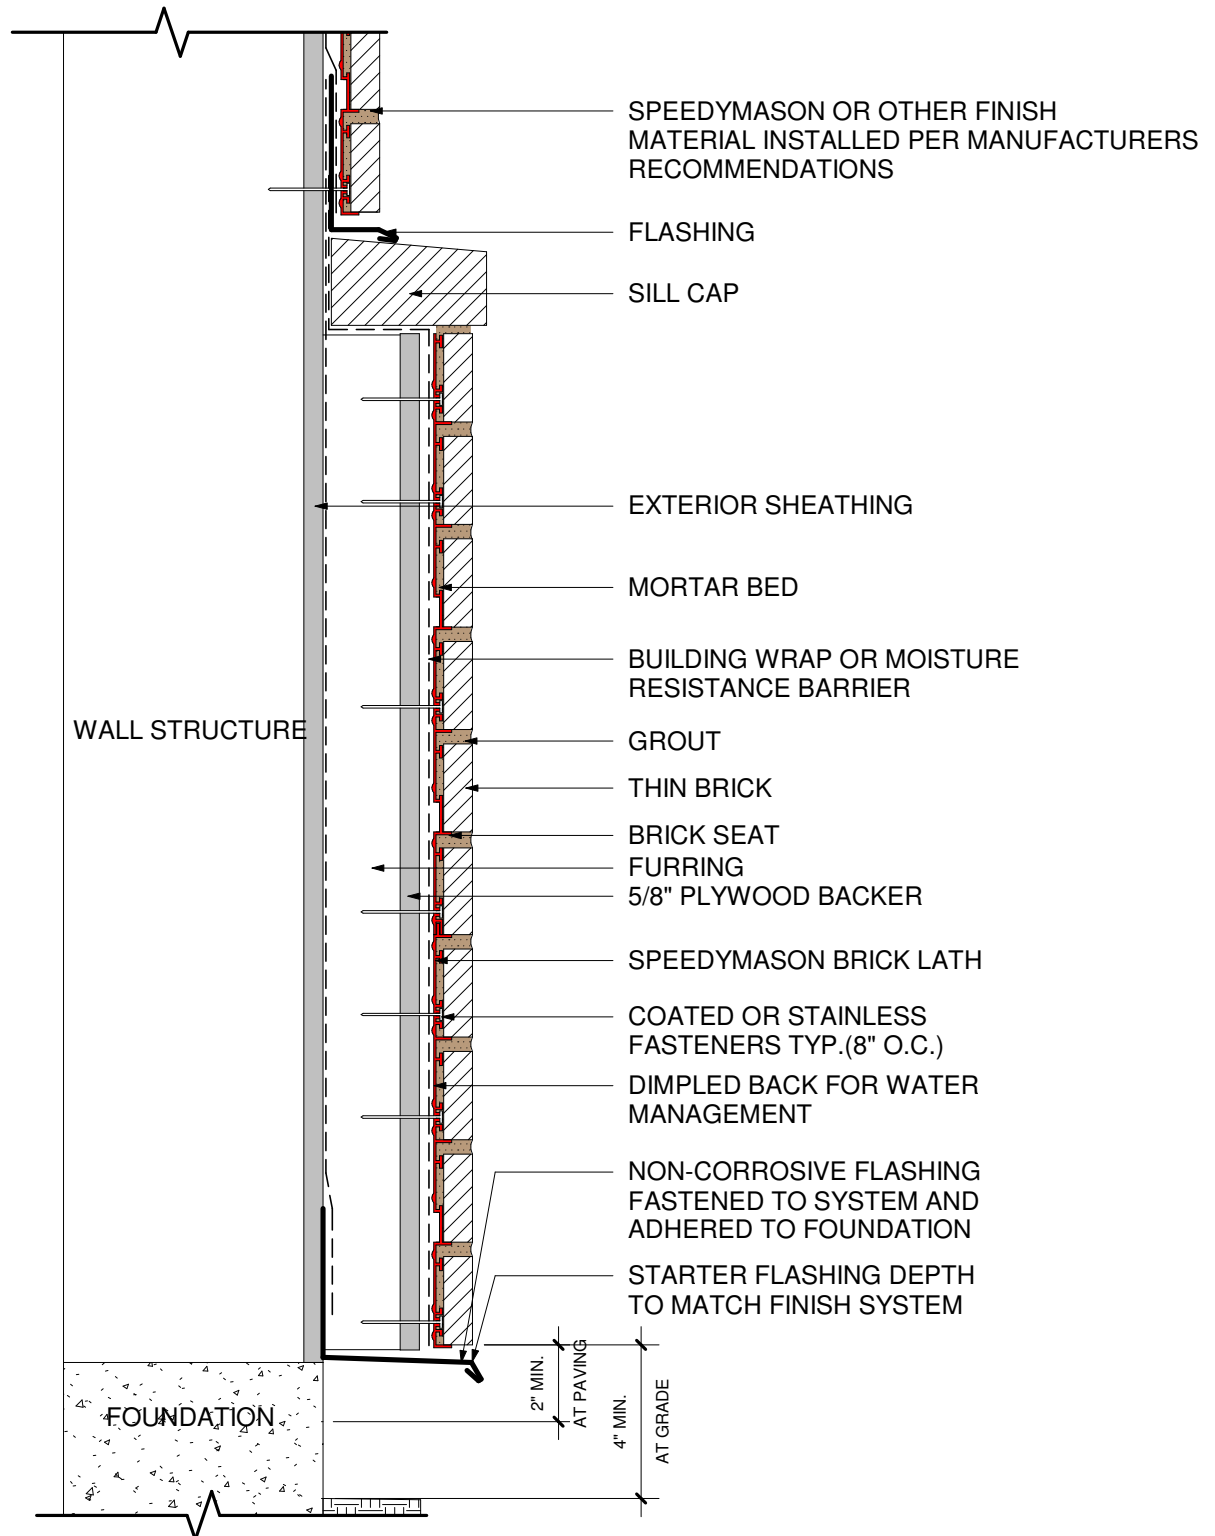 SPEEDYMASON OR OTHER FINISH
MATERIAL INSTALLED PER MANUFACTURERS
RECOMMENDATIONS
FLASHING
SILL CAP
EXTERIOR SHEATHING
MORTAR BED
BUILDING WRAP OR MOISTURE
RESISTANCE BARRIER
WALL STRUCTURE
GROUT
THIN BRICK
BRICK SEAT
FURRING
5/8" PLYWOOD BACKER
SPEEDYMASON BRICK LATH
COATED OR STAINLESS
FASTENERS TYP.(8" O.C.)
DIMPLED BACK FOR WATER
MANAGEMENT
NON-CORROSIVE FLASHING
FASTENED TO SYSTEM AND
ADHERED TO FOUNDATION
STARTER FLASHING DEPTH
TO MATCH FINISH SYSTEM
2" MIN.
AT PAVING
4" MIN.
AT GRADE
FOUNDATION